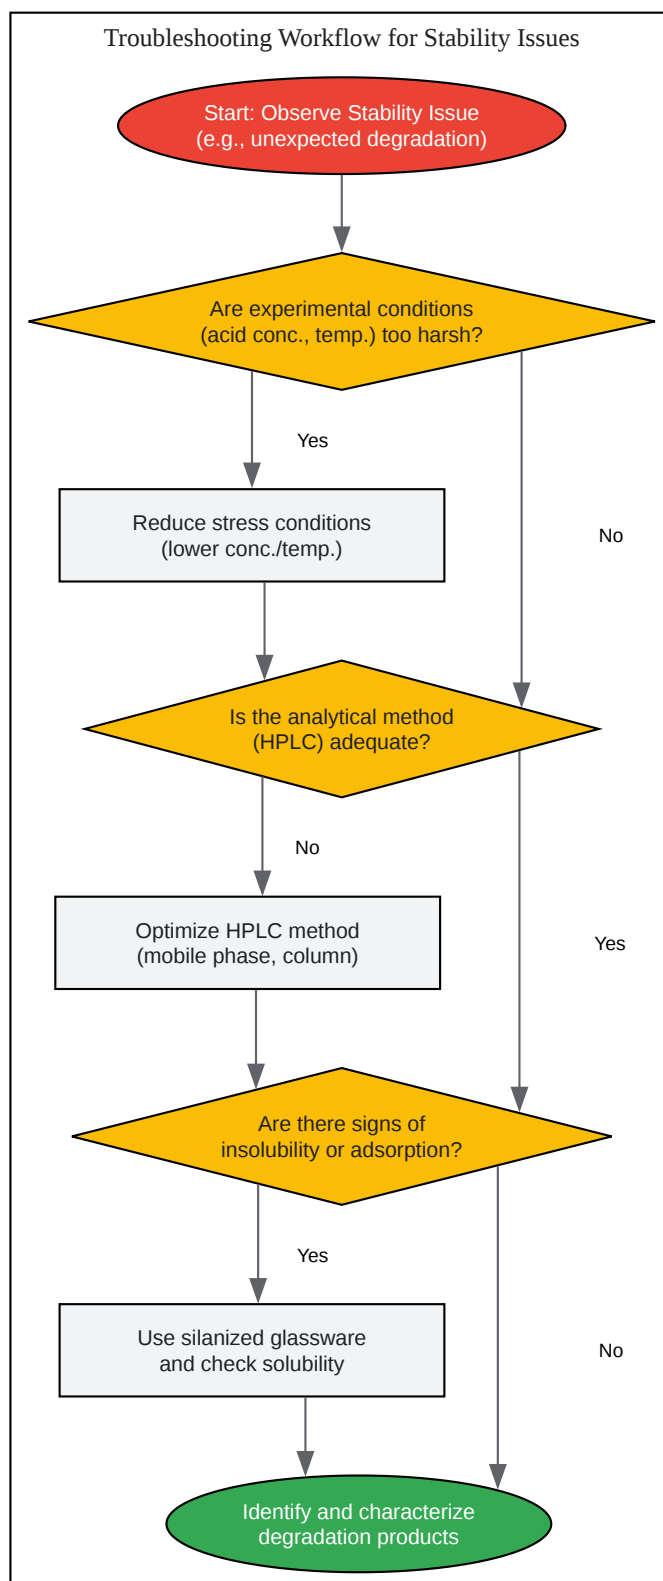 Troubleshooting Workflow for Stability Issues
Start: Observe Stability Issue
(e.g., unexpected degradation)
Are experimental conditions
(acid conc., temp.) too harsh?
Yes
Reduce stress conditions
(lower conc./temp.)
No
Is the analytical method
(HPLC) adequate?
No
Optimize HPLC method
(mobile phase, column)
Yes
Are there signs of
insolubility or adsorption?
Yes
Use silanized glassware
and check solubility
No
Identify and characterize
degradation products